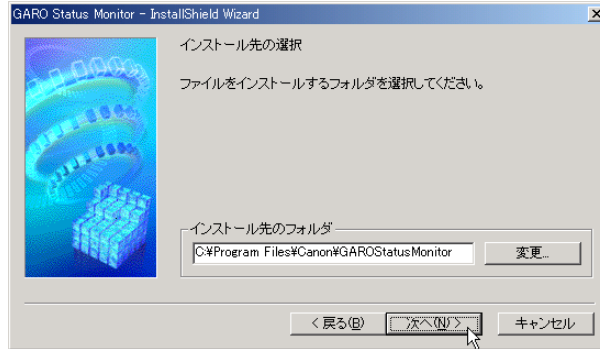 GARO Status Monitor - InstallShield Wizard
インストール先の選択
ファイルをインストールするフォルダを選択してください。
インストール先のフォルダ
C:¥Program Files¥Canon¥GAROStatusMonitor
変更...
< 戻る(B)
次へ(N) >
キャンセル